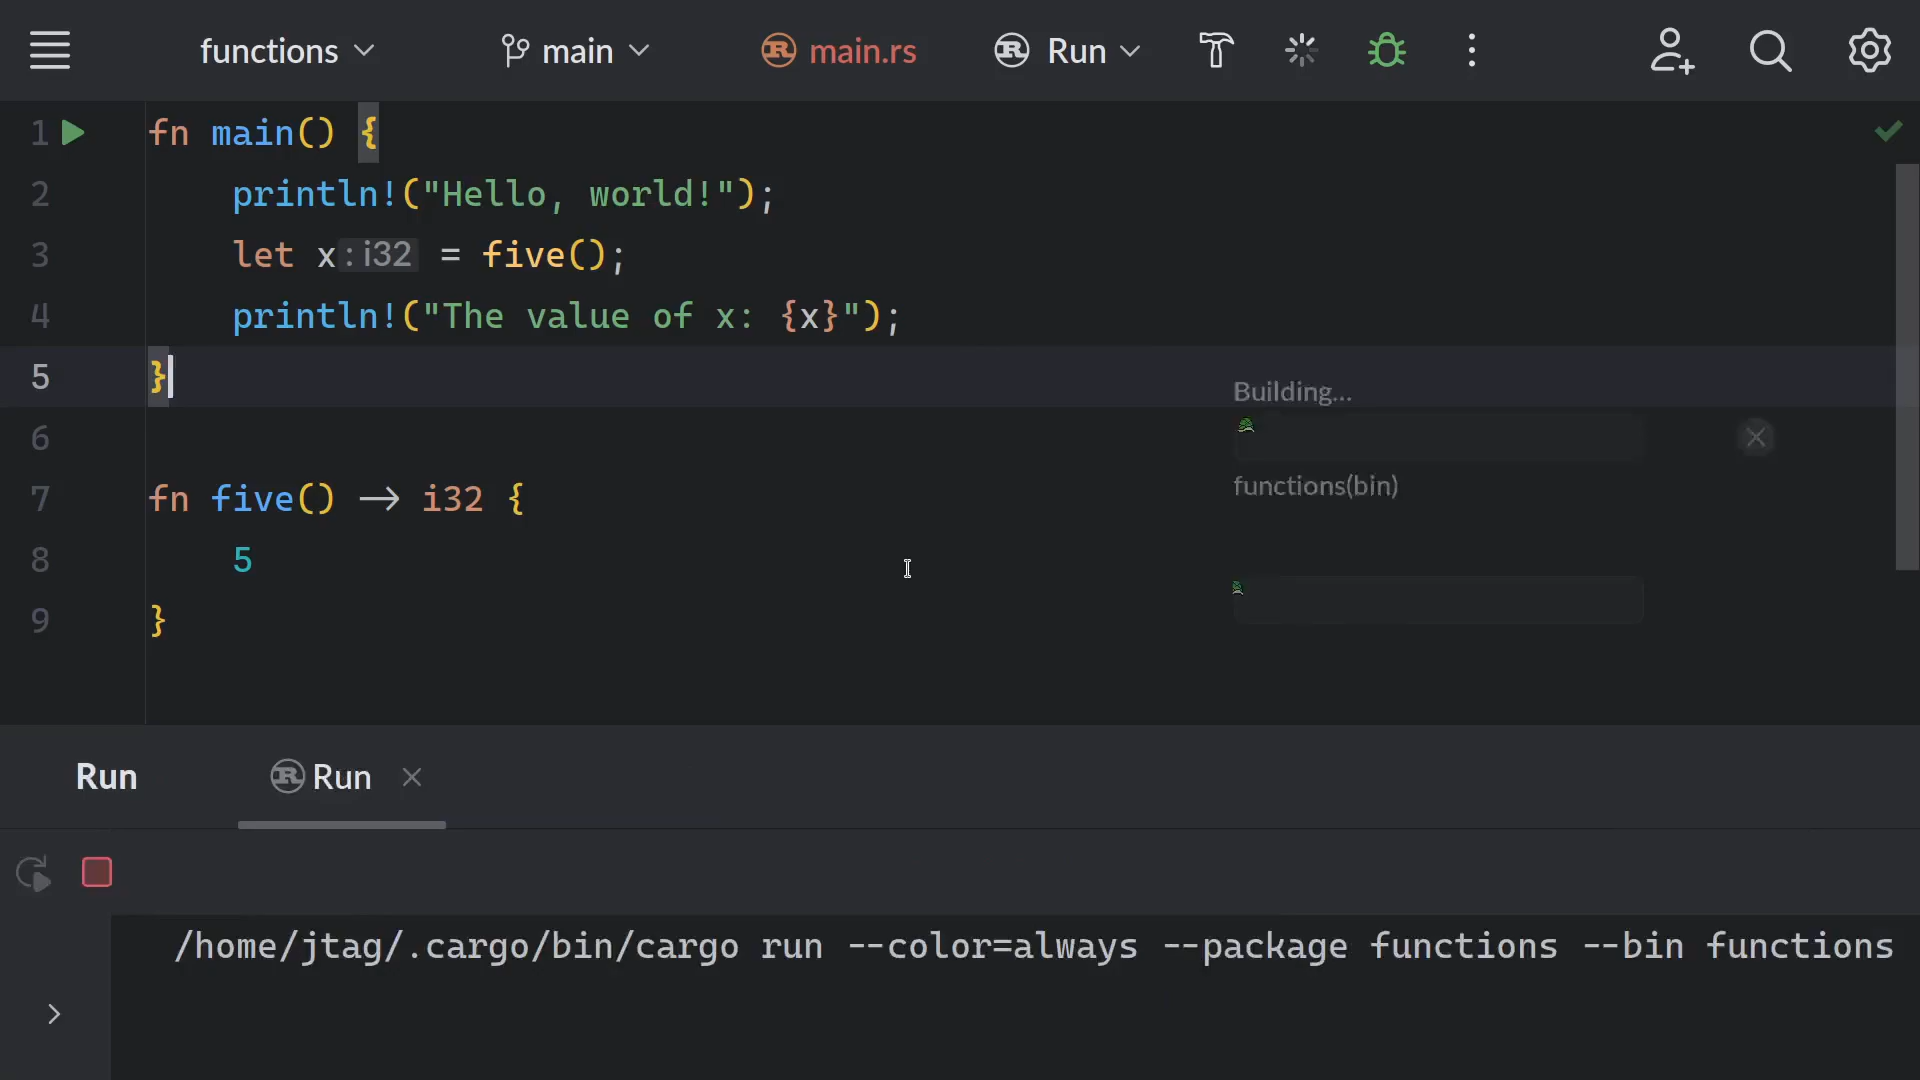 functions main main.rs Run
1 fn main() {
2 println!("Hello, world!");
3 let x: i32 = five();
4 println!("The value of x: {x}");
5 }
Building...
6
functions(bin)
7 fn five() -> i32 {
8 5
9 }
Run Run
/home/jtag/.cargo/bin/cargo run --color=always --package functions --bin functions